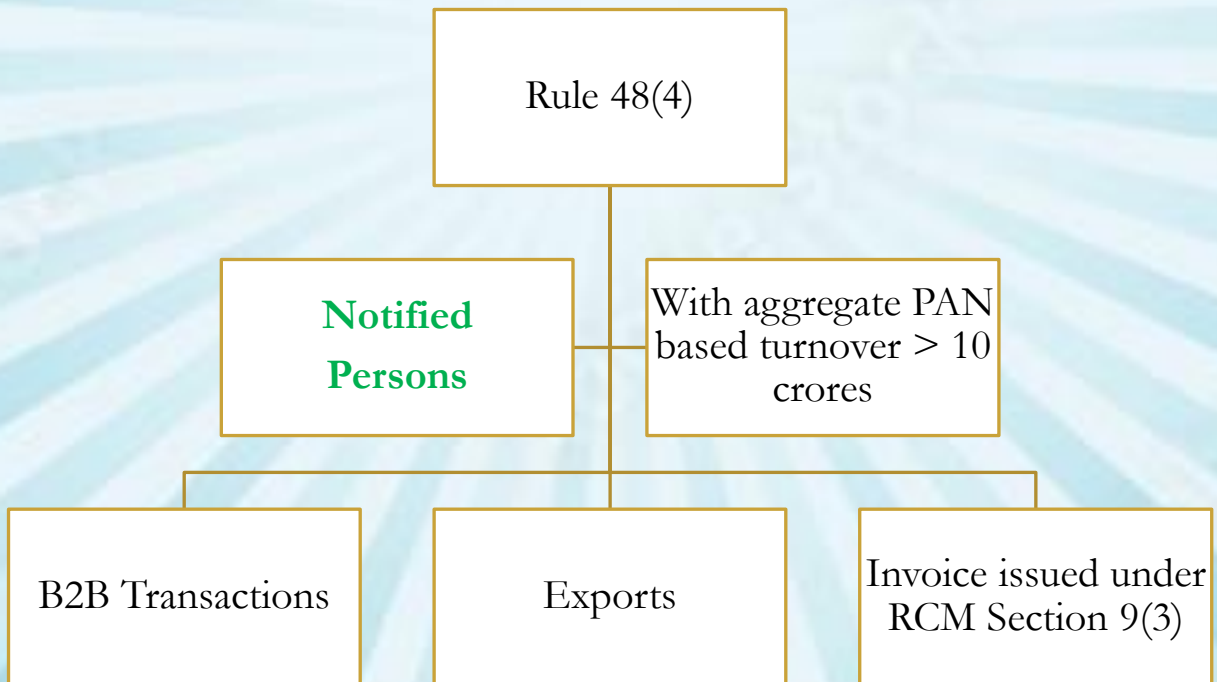 Rule 48(4)
Notified
Persons
With aggregate PAN
based turnover > 10
crores
B2B Transactions
Exports
Invoice issued under
RCM Section 9(3)